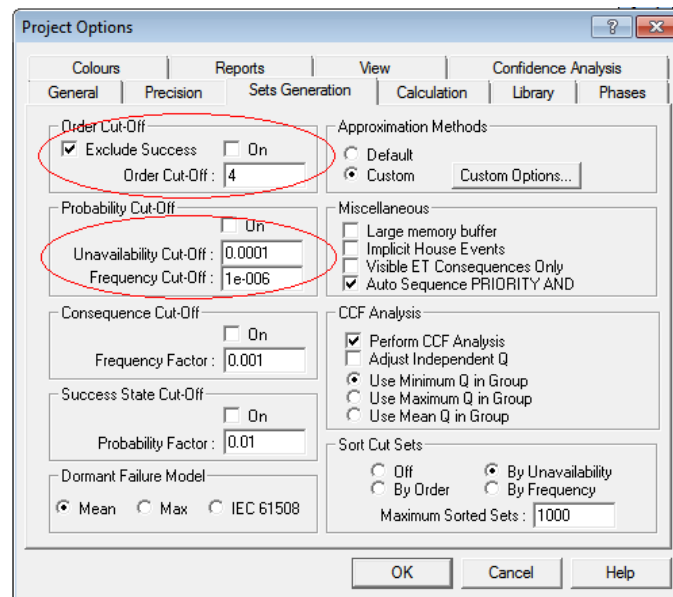 Project Options
Colours Reports View Confidence Analysis
General Precision Sets Generation Calculation Library Phases
Order Cut-Off
Exclude Success On
Order Cut-Off : 4
Probability Cut-Off
On
Unavailability Cut-Off : 0.0001
Frequency Cut-Off : 1e-006
Consequence Cut-Off
On
Frequency Factor : 0.001
Success State Cut-Off
On
Probability Factor : 0.01
Dormant Failure Model
Mean Max IEC 61508
Approximation Methods
Default
Custom Custom Options...
Miscellaneous
Large memory buffer
Implicit House Events
Visible ET Consequences Only
Auto Sequence PRIORITY AND
CCF Analysis
Perform CCF Analysis
Adjust Independent Q
Use Minimum Q in Group
Use Maximum Q in Group
Use Mean Q in Group
Sort Cut Sets
Off By Unavailability
By Order By Frequency
Maximum Sorted Sets : 1000
OK Cancel Help